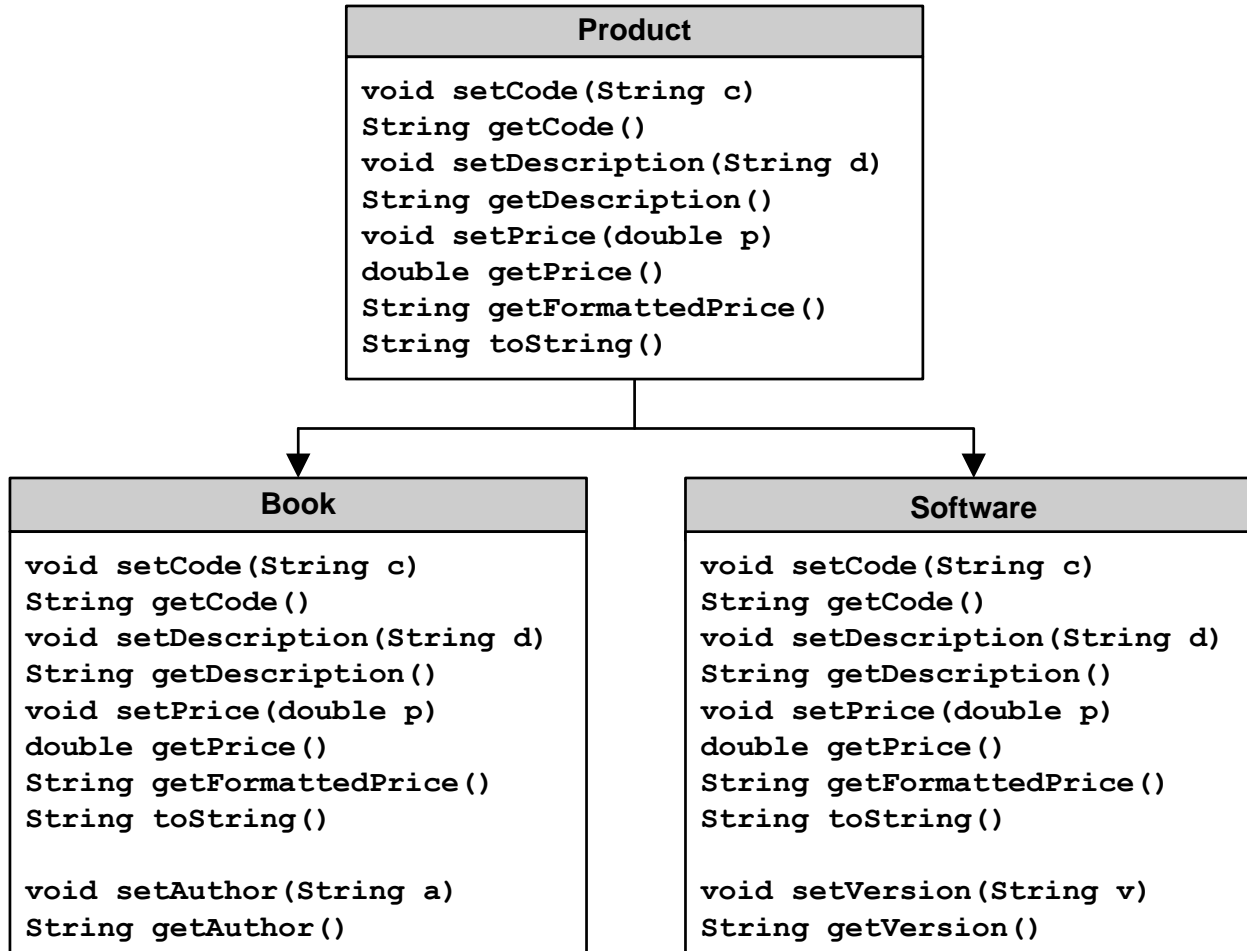 Product
void setCode(String c)
String getCode()
void setDescription(String d)
String getDescription()
void setPrice(double p)
double getPrice()
String getFormattedPrice()
String toString()
Book
void setCode(String c)
String getCode()
void setDescription(String d)
String getDescription()
void setPrice(double p)
double getPrice()
String getFormattedPrice()
String toString()
void setAuthor(String a)
String getAuthor()
Software
void setCode(String c)
String getCode()
void setDescription(String d)
String getDescription()
void setPrice(double p)
double getPrice()
String getFormattedPrice()
String toString()
void setVersion(String v)
String getVersion()